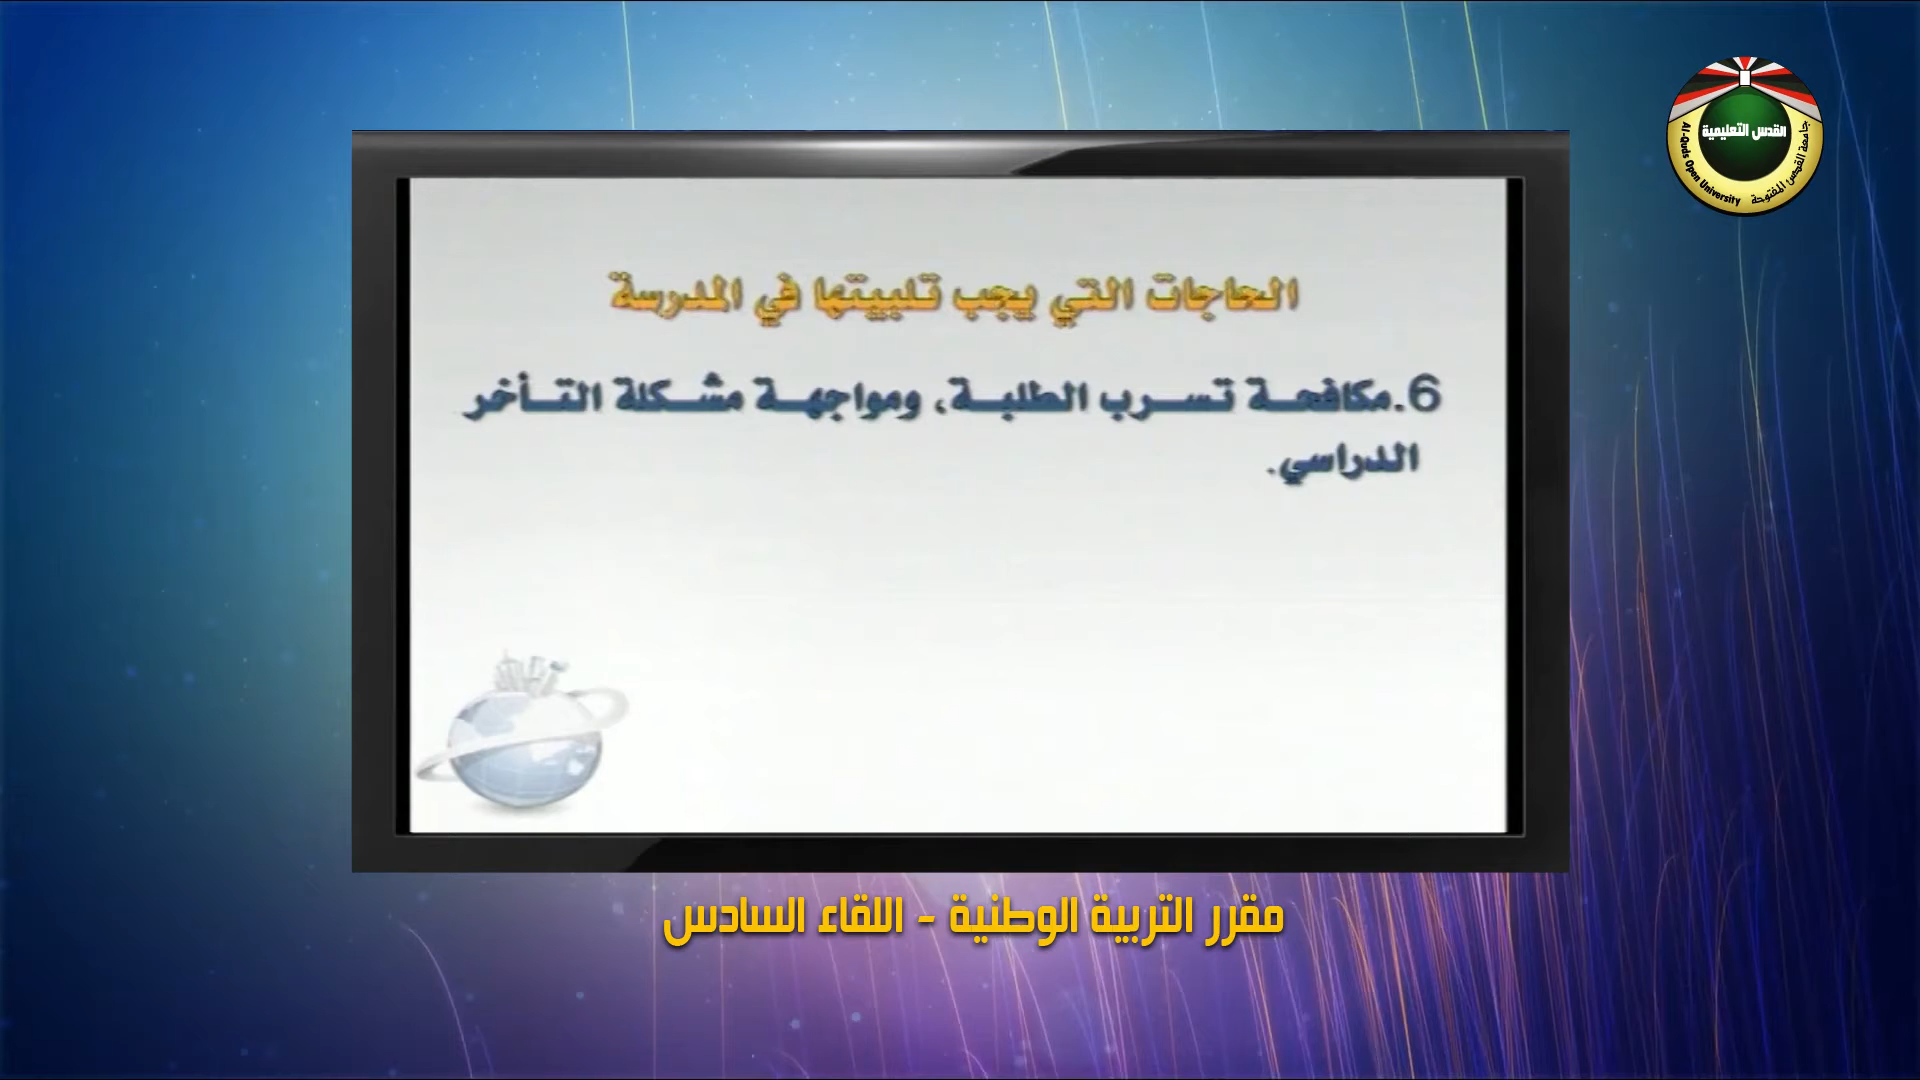 القدس التعليمية
جامعة القدس المفتوحة
Al-Quds Open University
الحاجات التي يجب تلبيتها في المدرسة
6.مكافحة تسرب الطلبة، ومواجهة مشكلة التأخر
الدراسي.
مقرر التربية الوطنية - اللقاء السادس